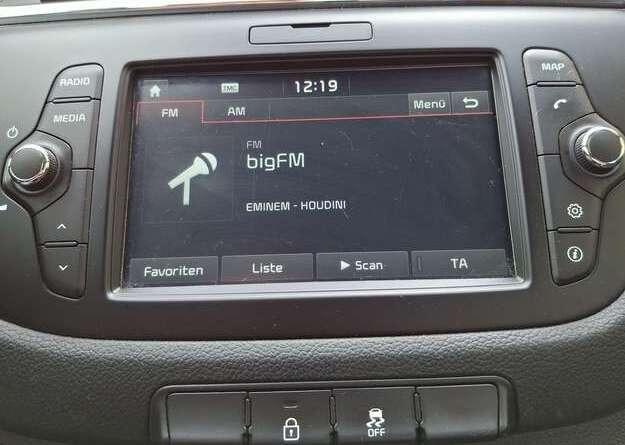 RADIO
MEDIA
MAP
TMC
12:19
FM
AM
Menü
FM
bigFM
EMINEM - HOUDINI
Favoriten
Liste
Scan
TA
OFF